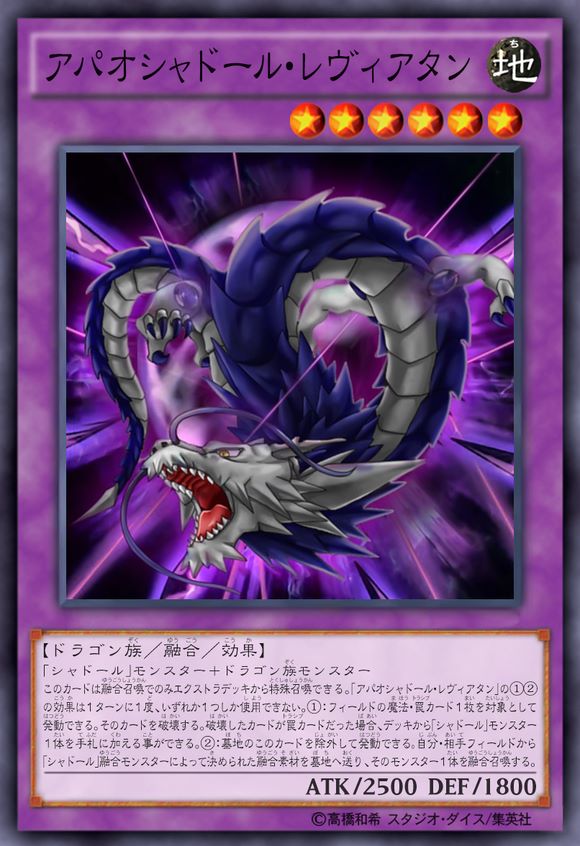 アパオシャドール・レヴィアタン
ち
地
【ドラゴン族／融合／効果】
「シャドール」モンスター＋ドラゴン族モンスター
このカードは融合召喚でのみエクストラデッキから特殊召喚できる。「アパオシャドール・レヴィアタン」の①②
の効果は1ターンに1度、いずれか1つしか使用できない。①：フィールドの魔法・罠カード1枚を対象として
発動できる。そのカードを破壊する。破壊したカードが罠カードだった場合、デッキから「シャドール」モンスター
1体を手札に加える事ができる。②：墓地のこのカードを除外して発動できる。自分・相手フィールドから
「シャドール」融合モンスターによって決められた融合素材を墓地へ送り、そのモンスター1体を融合召喚する。
ATK/2500 DEF/1800
©高橋和希 スタジオ・ダイス/集英社